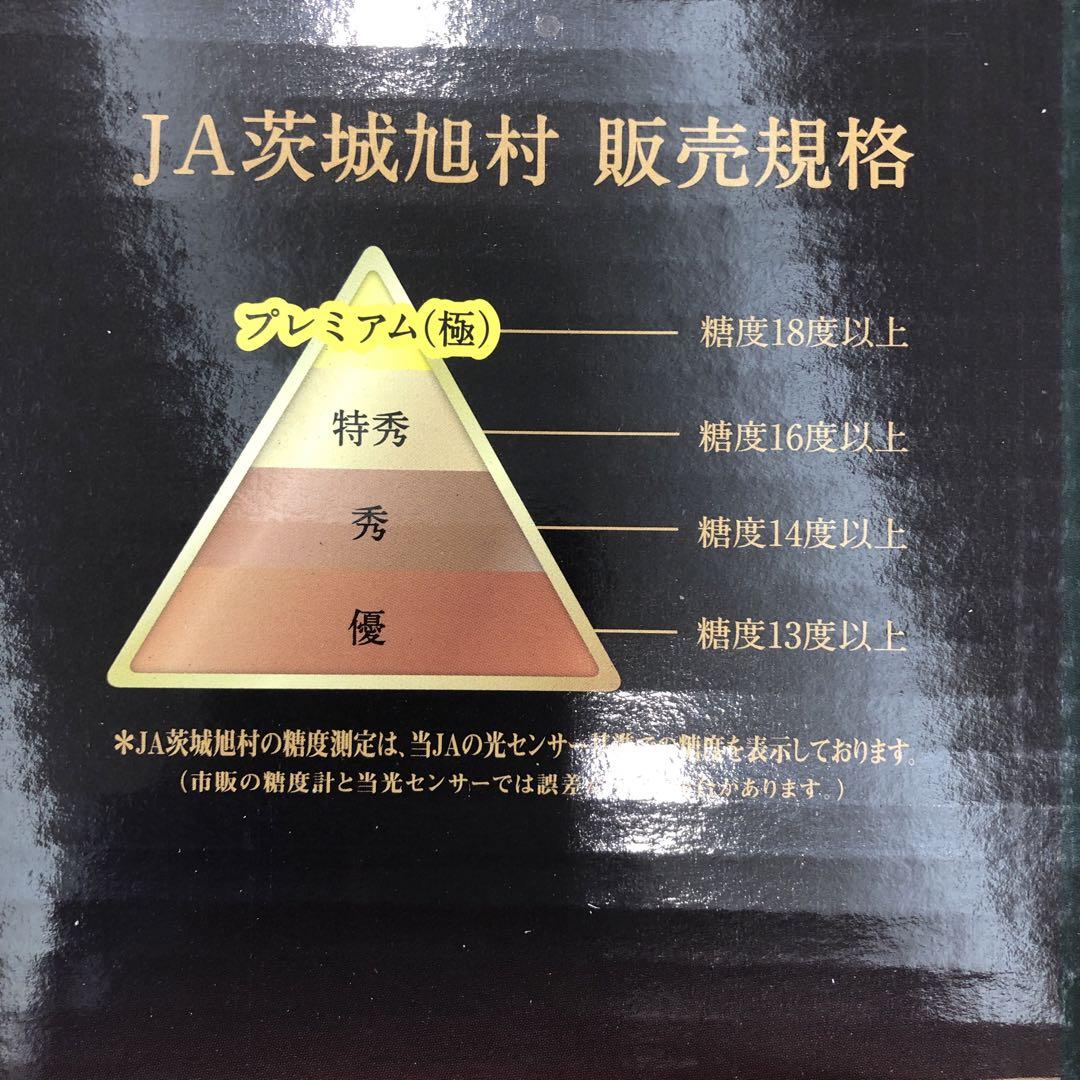 JA茨城旭村 販売規格
プレミアム(極) 糖度18度以上
特秀 糖度16度以上
秀 糖度14度以上
優 糖度13度以上
*JA茨城旭村の糖度測定は、当JAの光センサー基準での糖度を表示しております。
(市販の糖度計と当光センサーでは誤差 があります。)